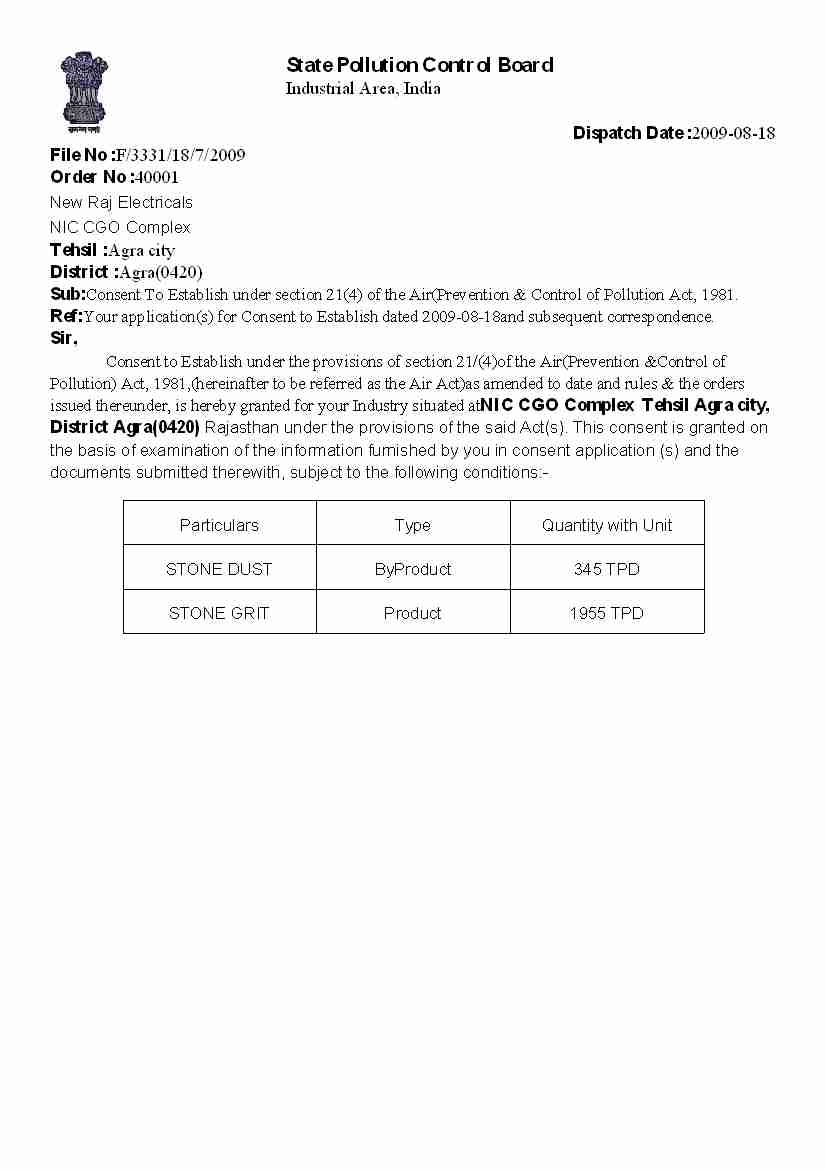 State Pollution Control Board
Industrial Area, India
Dispatch Date :2009-08-18
File No :F/3331/18/7/2009
Order No :40001
New Raj Electricals
NIC CGO Complex
Tehsil :Agra city
District :Agra(0420)
Sub:Consent To Establish under section 21(4) of the Air(Prevention & Control of Pollution Act, 1981.
Ref:Your application(s) for Consent to Establish dated 2009-08-18and subsequent correspondence.
Sir,
Consent to Establish under the provisions of section 21/(4)of the Air(Prevention &Control of
Pollution) Act, 1981,(hereinafter to be referred as the Air Act)as amended to date and rules & the orders
issued thereunder, is hereby granted for your Industry situated atNIC CGO Complex Tehsil Agra city,
District Agra(0420) Rajasthan under the provisions of the said Act(s). This consent is granted on
the basis of examination of the information furnished by you in consent application (s) and the
documents submitted therewith, subject to the following conditions:-
Particulars Type Quantity with Unit
STONE DUST ByProduct 345 TPD
STONE GRIT Product 1955 TPD